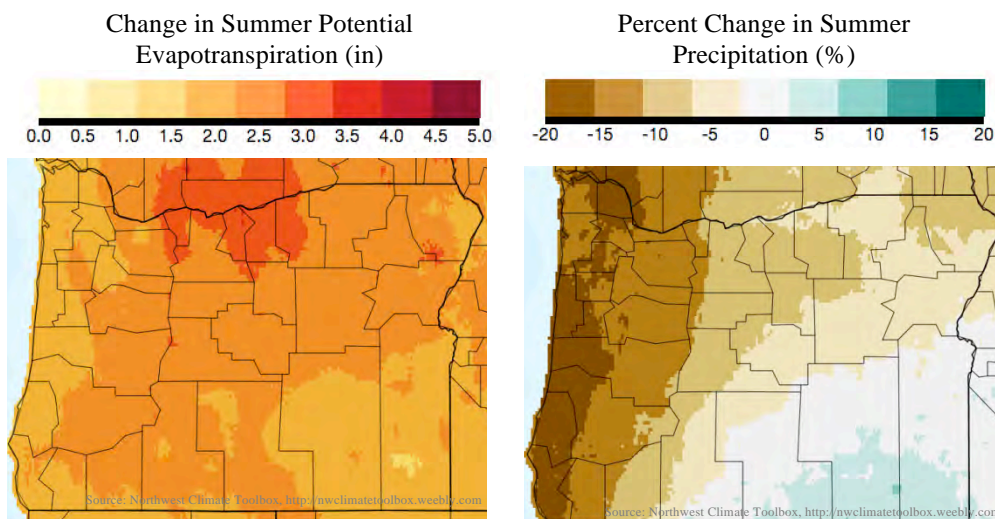 Change in Summer Potential
Evapotranspiration (in)
0.0 0.5 1.0 1.5 2.0 2.5 3.0 3.5 4.0 4.5 5.0
Source: Northwest Climate Toolbox, http://nwclimatetoolbox.weebly.com
Percent Change in Summer
Precipitation (%)
-20 -15 -10 -5 0 5 10 15 20
Source: Northwest Climate Toolbox, http://nwclimatetoolbox.weebly.com